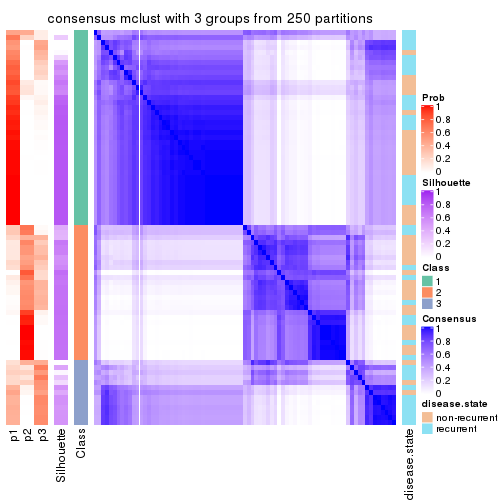 consensus mclust with 3 groups from 250 partitions
Prob
1
0.8
0.6
0.4
0.2
0
Silhouette
1
0.8
0.6
0.4
0.2
0
Class
1
2
3
Consensus
1
0.8
0.6
0.4
0.2
0
disease.state
non-recurrent
recurrent
p1
p2
p3
Silhouette
Class
disease.state